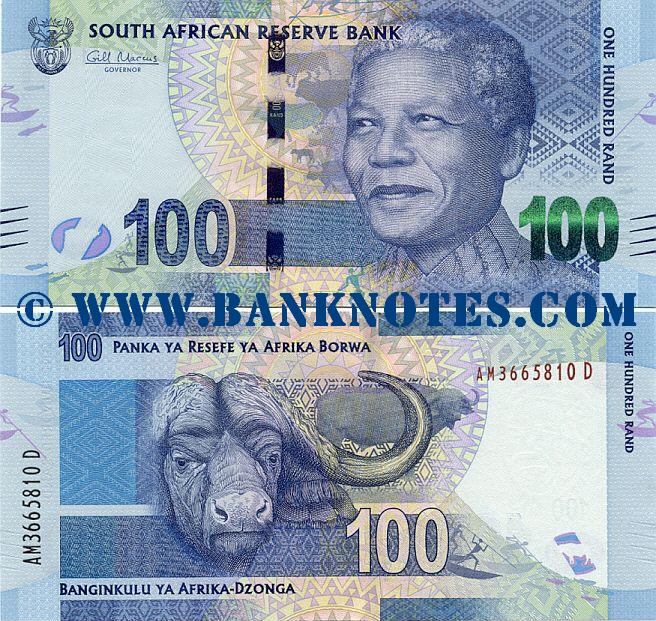 SOUTH AFRICAN RESERVE BANK
Gill Marcus
GOVERNOR
ONE HUNDRED RAND
100
100
© WWW.BANKNOTES.COM
100 PANKA YA RESEFE YA AFRIKA BORWA
AM3665810 D
ONE HUNDRED RAND
AM3665810 D
100
BANGINKULU YA AFRIKA-DZONGA